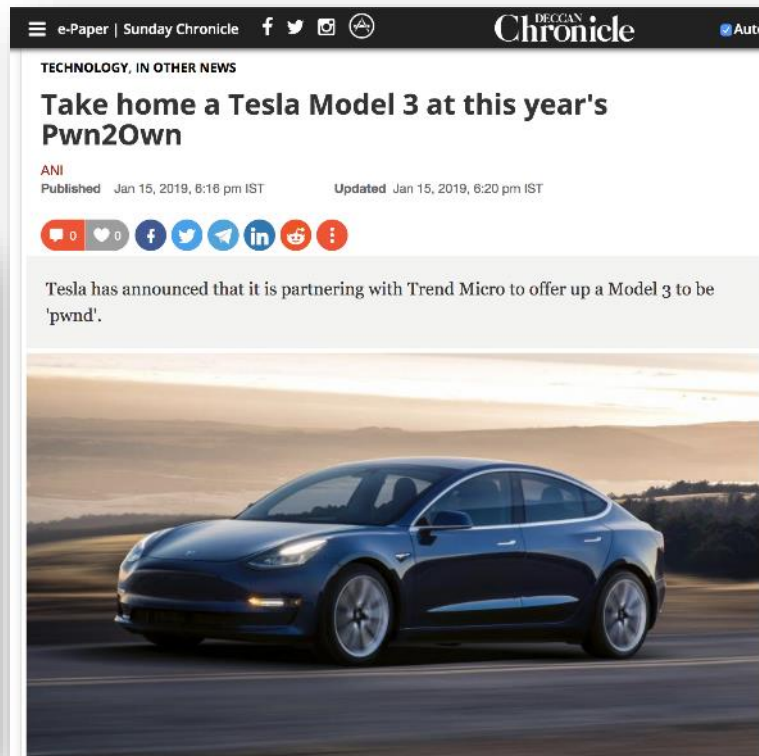 e-Paper | Sunday Chronicle
DECCAN
Chronicle
TECHNOLOGY, IN OTHER NEWS
Take home a Tesla Model 3 at this year's
Pwn2Own
ANI
Published Jan 15, 2019, 6:16 pm IST Updated Jan 15, 2019, 6:20 pm IST
0 0
Tesla has announced that it is partnering with Trend Micro to offer up a Model 3 to be
'pwnd'.